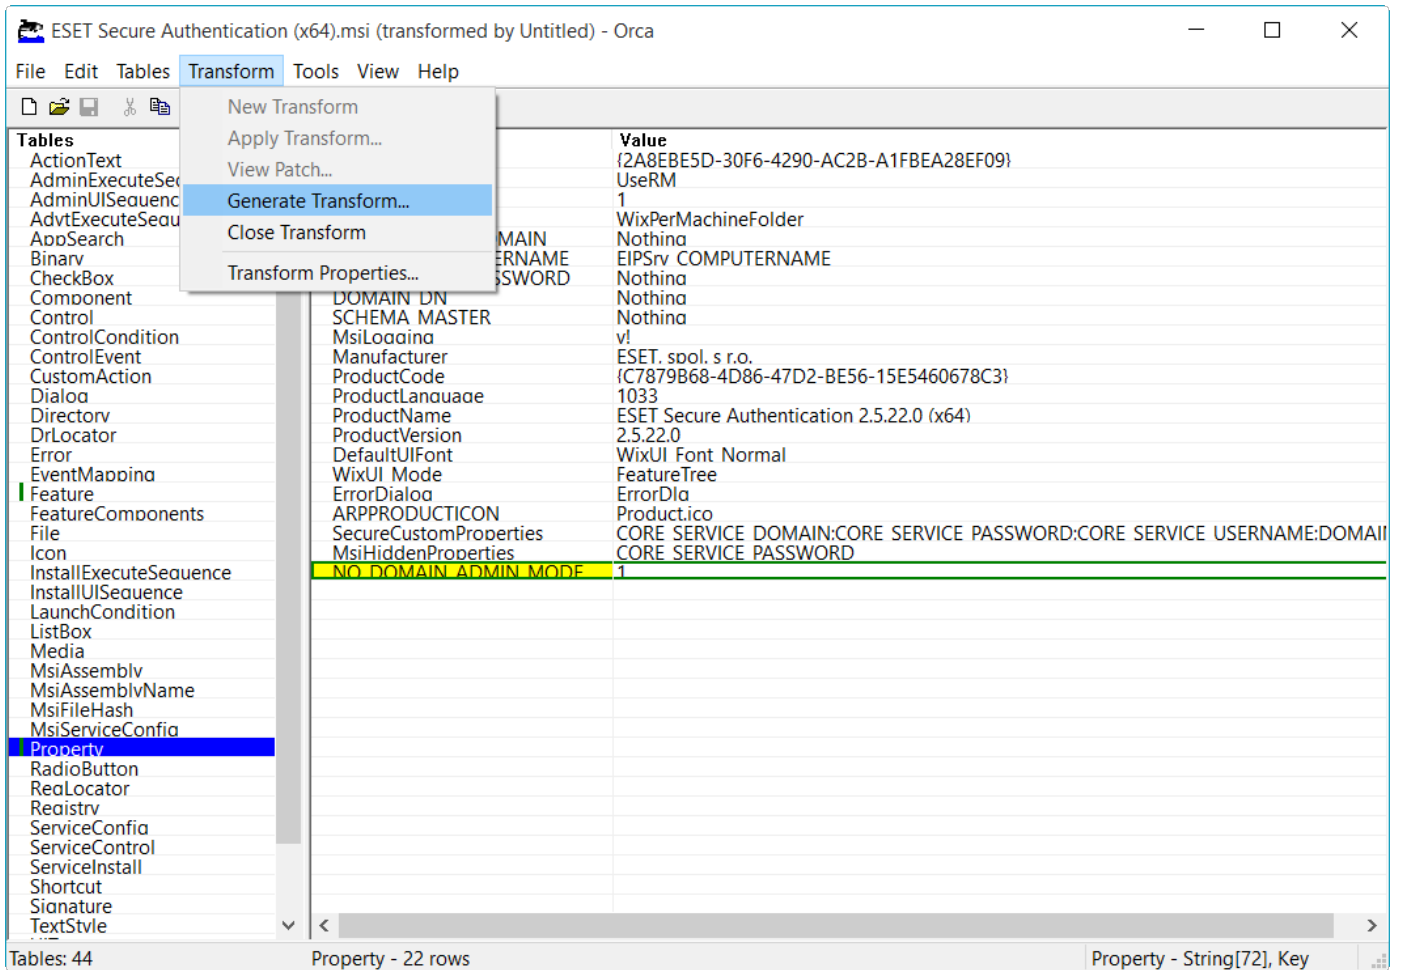 ESET Secure Authentication (x64).msi (transformed by Untitled) - Orca
File Edit Tables Transform Tools View Help
New Transform
Apply Transform...
View Patch...
Generate Transform...
Close Transform
Transform Properties...
Tables
ActionText
AdminExecuteSe
AdminUISequenc
AdvtExecuteSequ
AppSearch
Binary
CheckBox
Component
Control
ControlCondition
ControlEvent
CustomAction
Dialog
Directory
DrLocator
Error
EventMapping
Feature
FeatureComponents
File
Icon
InstallExecuteSequence
InstallUISequence
LaunchCondition
ListBox
Media
MsiAssembly
MsiAssemblyName
MsiFileHash
MsiServiceConfig
Property
RadioButton
RegLocator
Registry
ServiceConfig
ServiceControl
ServiceInstall
Shortcut
Signature
TextStyle
Value
{2A8EBE5D-30F6-4290-AC2B-A1FBEA28EF09}
UseRM
1
WixPerMachineFolder
MAIN Nothing
ERNAME EIPSrv_COMPUTERNAME
SSWORD Nothing
DOMAIN_DN Nothing
SCHEMA_MASTER Nothing
MsiLogging v!
Manufacturer ESET, spol. s r.o.
ProductCode {C7879B68-4D86-47D2-BE56-15E5460678C3}
ProductLanguage 1033
ProductName ESET Secure Authentication 2.5.22.0 (x64)
ProductVersion 2.5.22.0
DefaultUIFont WixUI_Font_Normal
WixUI_Mode FeatureTree
ErrorDialog ErrorDlg
ARPPRODUCTICON Product.ico
SecureCustomProperties CORE_SERVICE_DOMAIN;CORE_SERVICE_PASSWORD;CORE_SERVICE_USERNAME;DOMAI
MsiHiddenProperties CORE_SERVICE_PASSWORD
NO_DOMAIN_ADMIN_MODE 1
Tables: 44
Property - 22 rows
Property - String[72], Key